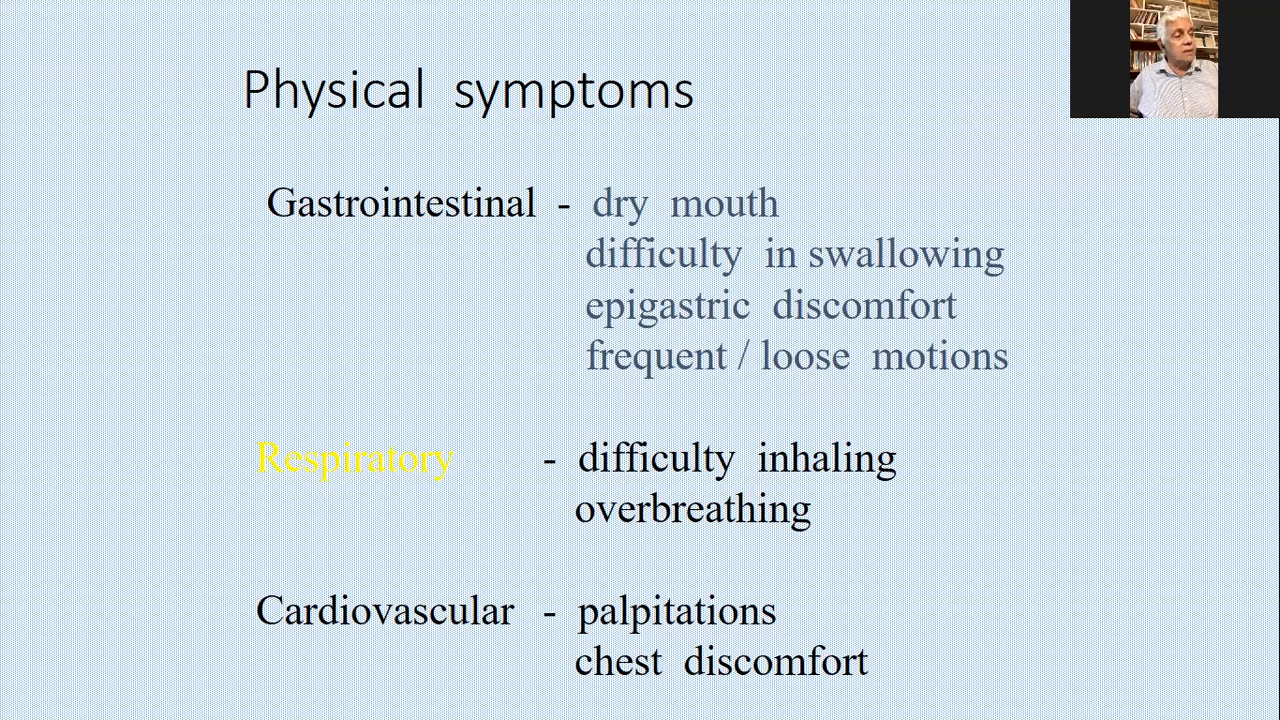 Physical symptoms
Gastrointestinal - dry mouth
difficulty in swallowing
epigastric discomfort
frequent / loose motions
Respiratory - difficulty inhaling
overbreathing
Cardiovascular - palpitations
chest discomfort